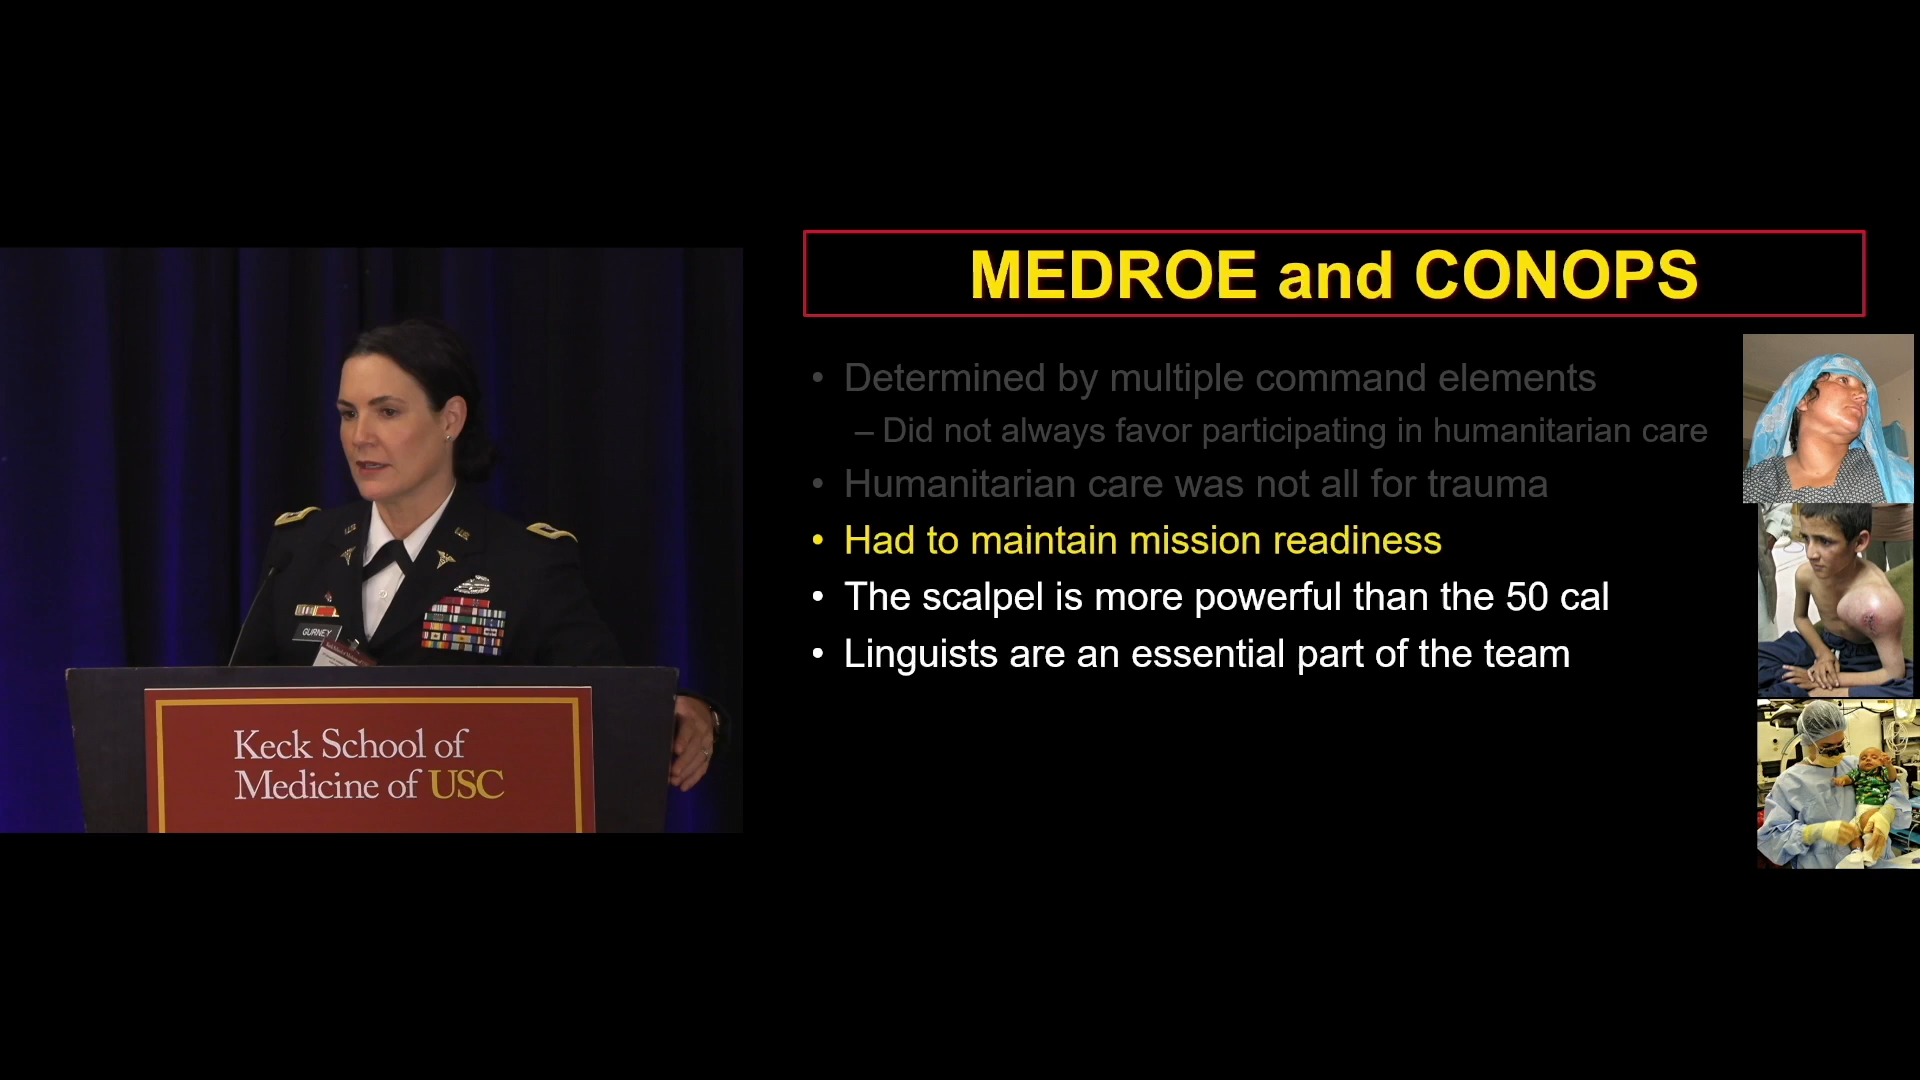 MEDROE and CONOPS
• Determined by multiple command elements
– Did not always favor participating in humanitarian care
• Humanitarian care was not all for trauma
• Had to maintain mission readiness
• The scalpel is more powerful than the 50 cal
• Linguists are an essential part of the team
GURNEY
Keck School of
Medicine of USC